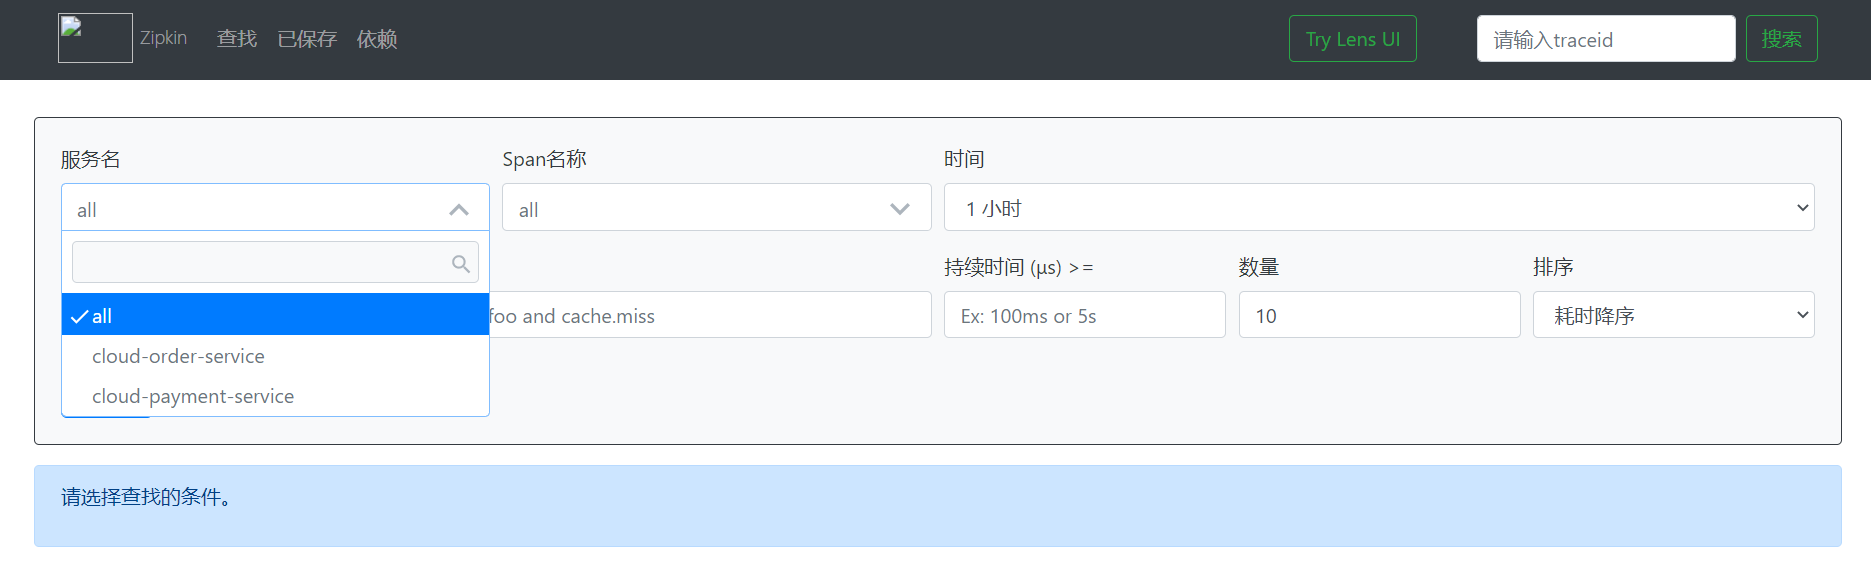 Zipkin 查找 已保存 依赖 Try Lens UI 请输入traceid 搜索
服务名 Span名称 时间
all all 1 小时
持续时间 (μs) >= 数量 排序
all foo and cache.miss Ex: 100ms or 5s 10 耗时降序
cloud-order-service
cloud-payment-service
请选择查找的条件。